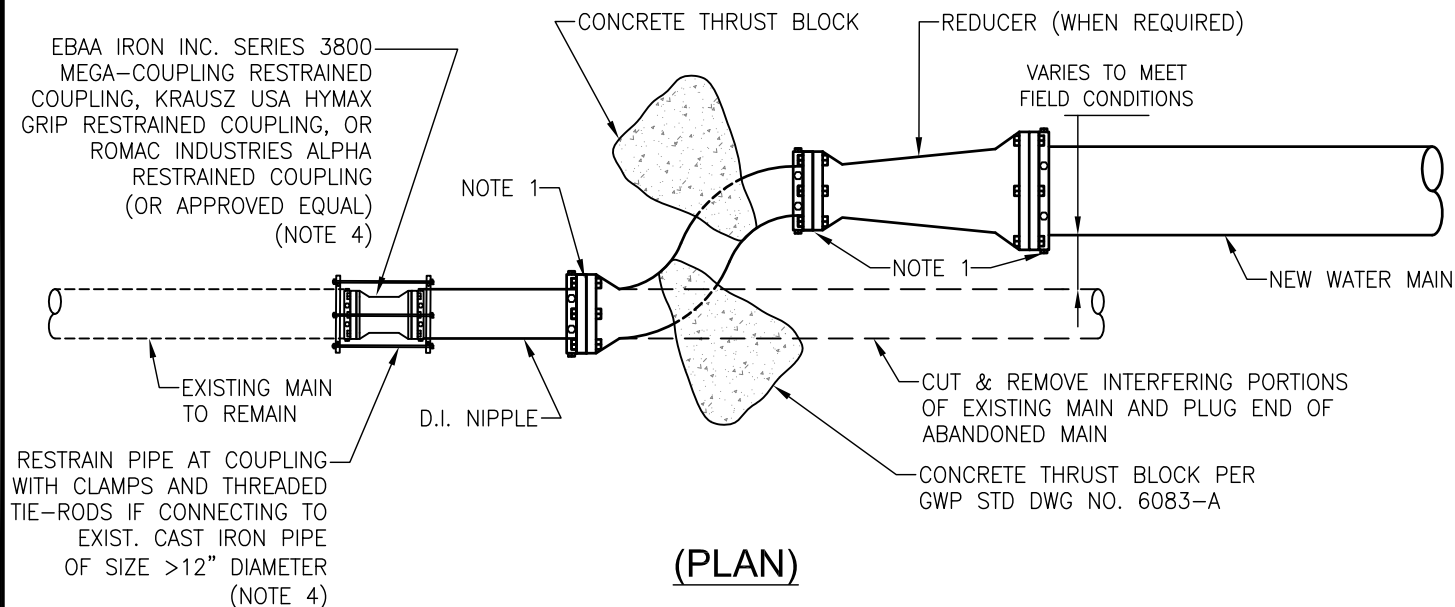 CONCRETE THRUST BLOCK
REDUCER (WHEN REQUIRED)
EBAA IRON INC. SERIES 3800
MEGA-COUPLING RESTRAINED
COUPLING, KRAUSZ USA HYMAX
GRIP RESTRAINED COUPLING, OR
ROMAC INDUSTRIES ALPHA
RESTRAINED COUPLING
(OR APPROVED EQUAL)
(NOTE 4)
VARIES TO MEET
FIELD CONDITIONS
NOTE 1
NOTE 1
NEW WATER MAIN
EXISTING MAIN
TO REMAIN
D.I. NIPPLE
CUT & REMOVE INTERFERING PORTIONS
OF EXISTING MAIN AND PLUG END OF
ABANDONED MAIN
RESTRAIN PIPE AT COUPLING
WITH CLAMPS AND THREADED
TIE-RODS IF CONNECTING TO
EXIST. CAST IRON PIPE
OF SIZE >12" DIAMETER
(NOTE 4)
CONCRETE THRUST BLOCK PER
GWP STD DWG NO. 6083-A
(PLAN)